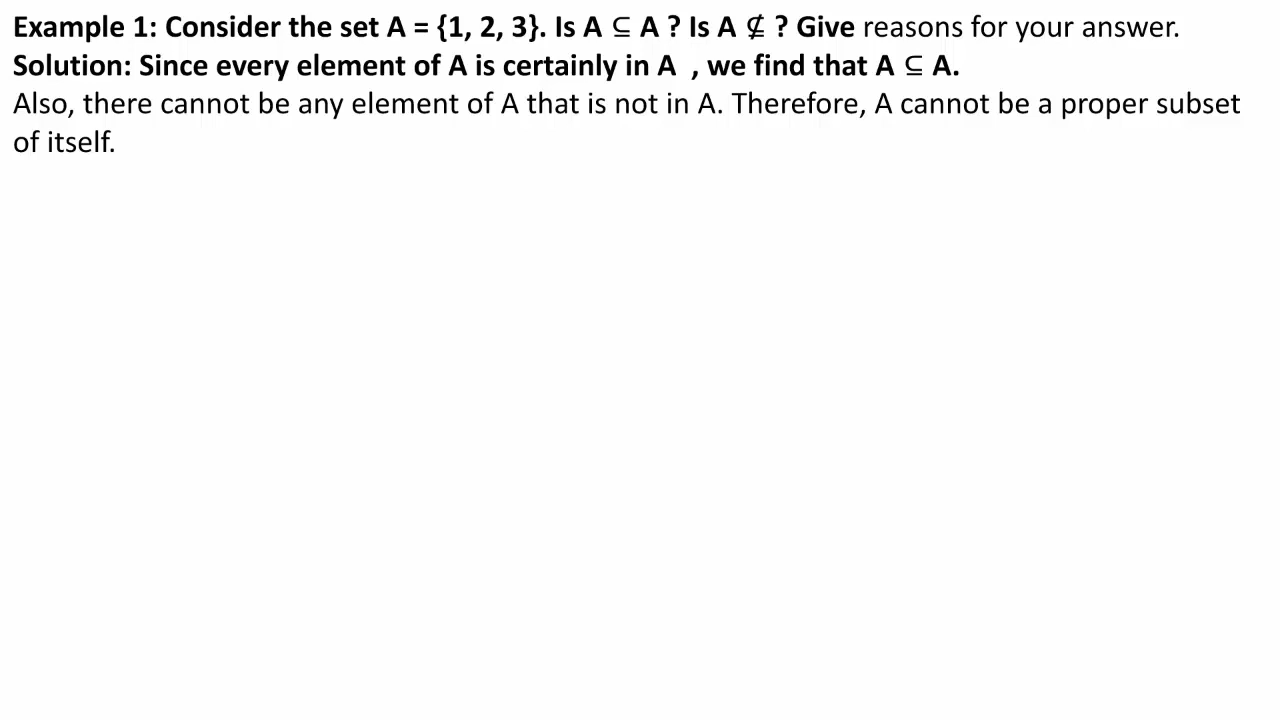 Example 1: Consider the set A = {1, 2, 3}. Is A ⊆ A ? Is A ⊈ ? Give reasons for your answer.
Solution: Since every element of A is certainly in A , we find that A ⊆ A.
Also, there cannot be any element of A that is not in A. Therefore, A cannot be a proper subset
of itself.